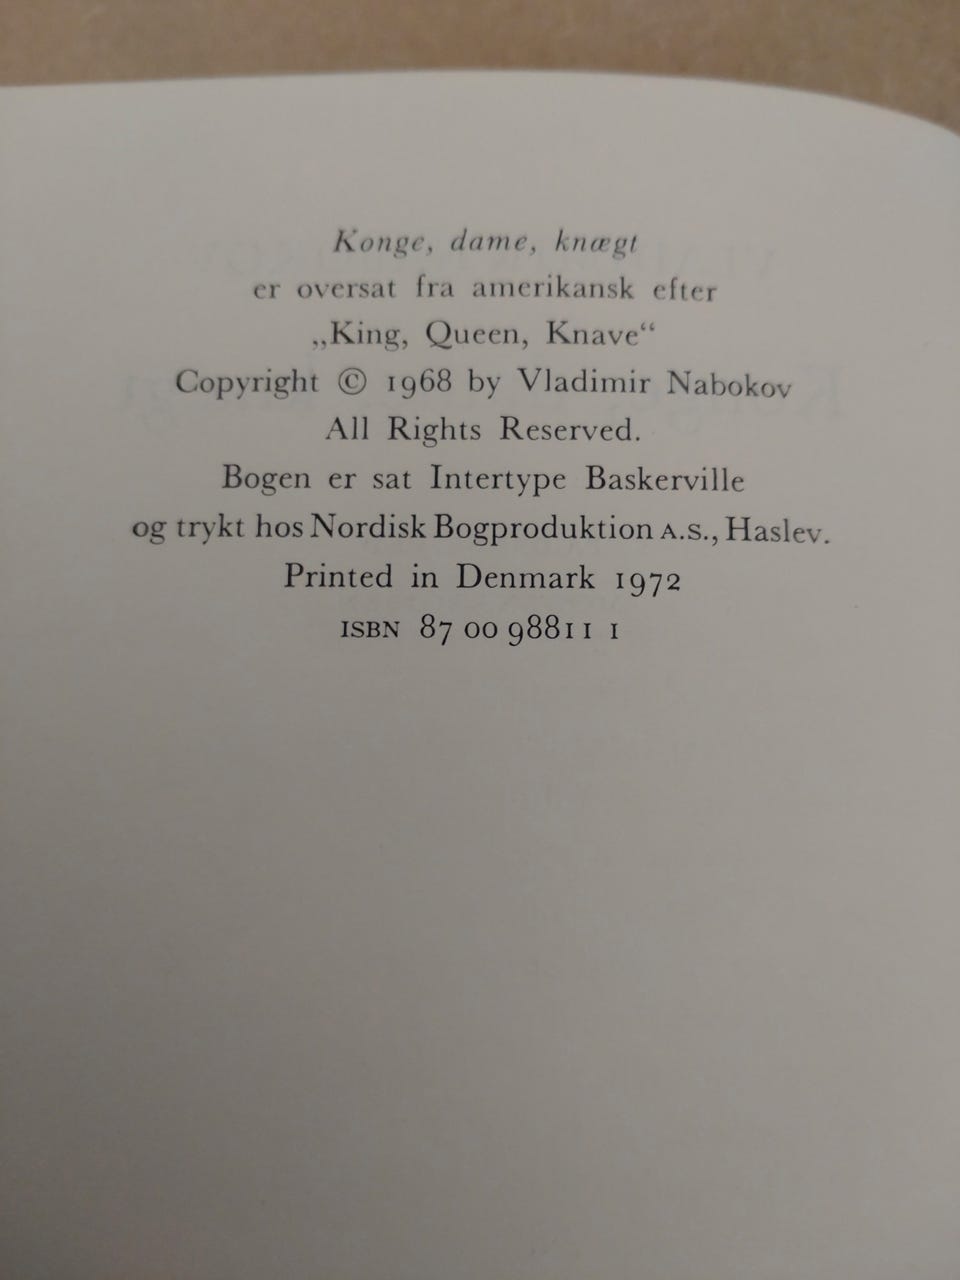 Konge, dame, knægt
er oversat fra amerikansk efter
„King, Queen, Knave“
Copyright © 1968 by Vladimir Nabokov
All Rights Reserved.
Bogen er sat Intertype Baskerville
og trykt hos Nordisk Bogproduktion A.S., Haslev.
Printed in Denmark 1972
ISBN 87 00 98811 1